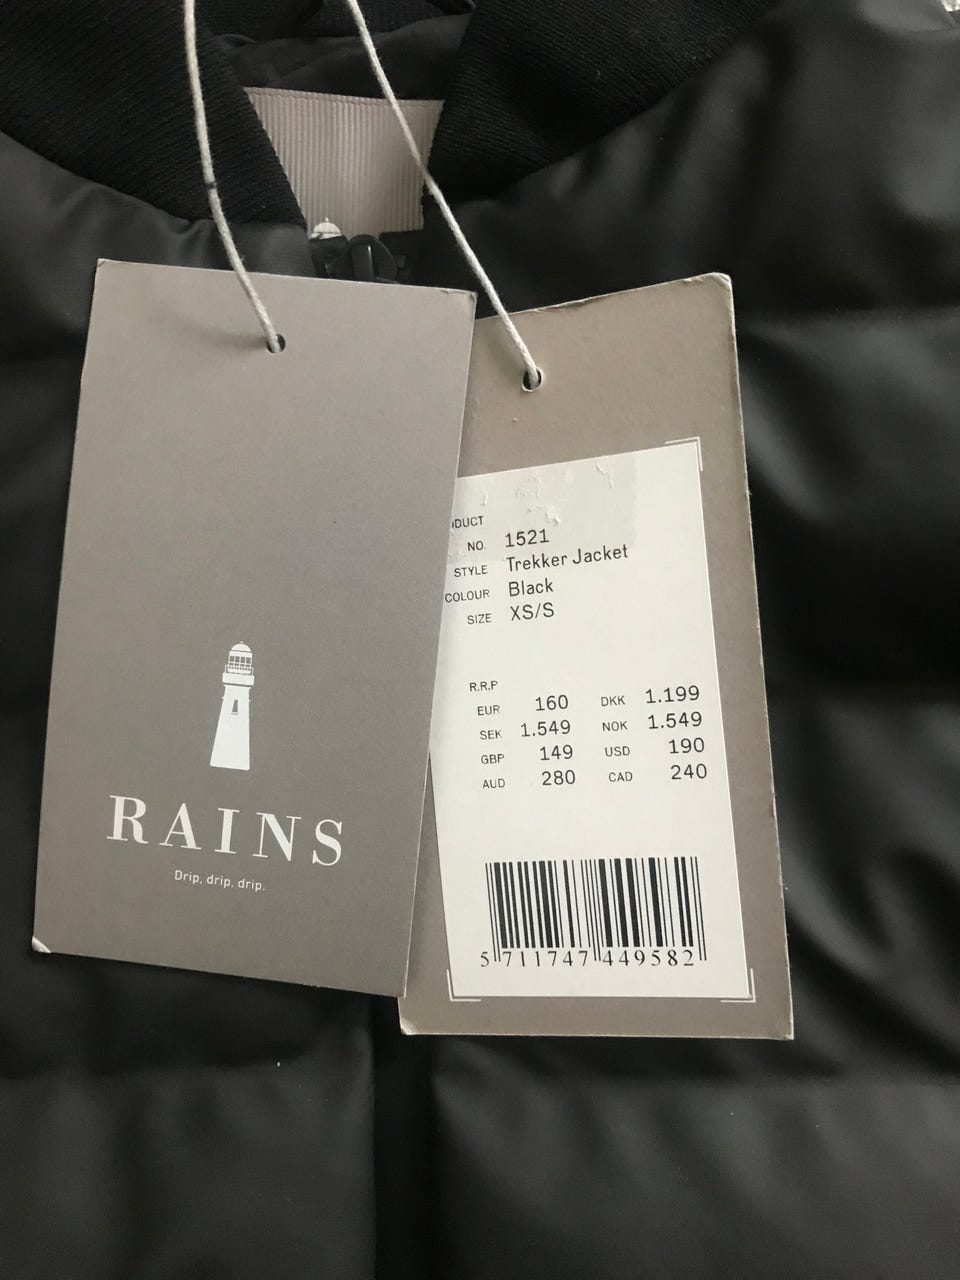 RAINS
Drip, drip, drip.
NO. 1521
STYLE Trekker Jacket
COLOUR Black
SIZE XS/S
R.R.P
EUR 160 DKK 1.199
SEK 1.549 NOK 1.549
GBP 149 USD 190
AUD 280 CAD 240
5 711747 449582